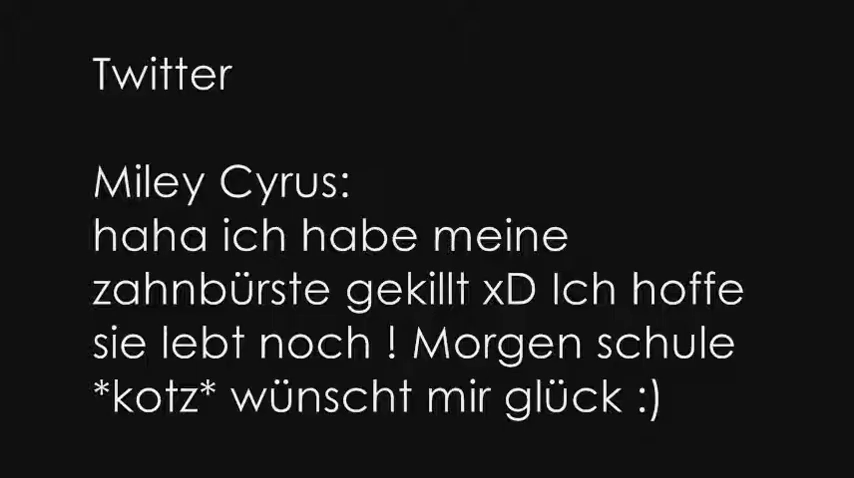 Twitter
Miley Cyrus:
haha ich habe meine
zahnbürste gekillt xD Ich hoffe
sie lebt noch ! Morgen schule
*kotz* wünscht mir glück :)